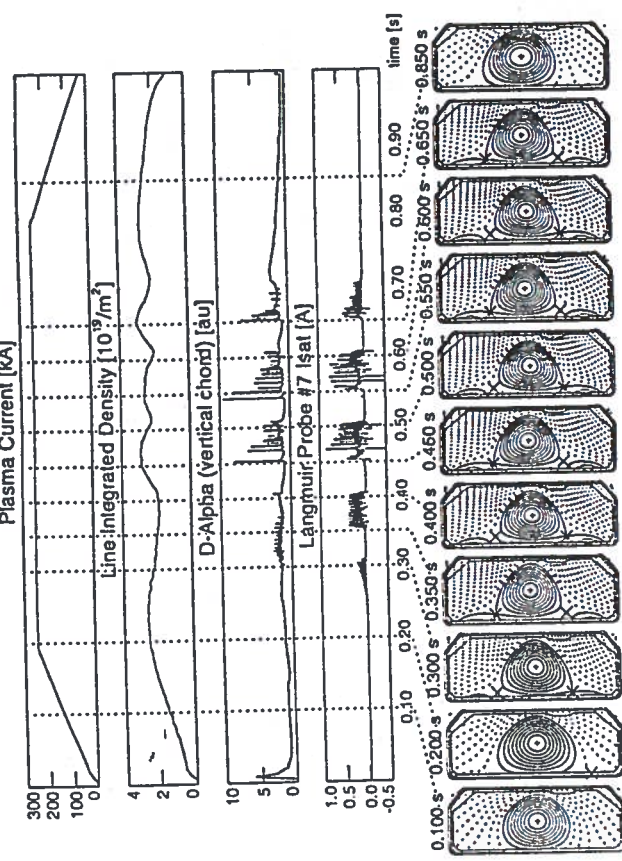 Plasma Current [kA]
300
200
100
0
Line Integrated Density [10¹⁹/m²]
4
2
0
D-Alpha (vertical chord) [au]
10
5
0
Langmuir Probe #7 Isat [A]
1.0
0.5
0.0
-0.5
0.10 0.20 0.30 0.40 0.50 0.60 0.70 0.80 0.90 time [s]
0.100 s 0.200 s 0.300 s 0.350 s 0.400 s 0.450 s 0.500 s 0.550 s 0.600 s 0.650 s 0.850 s